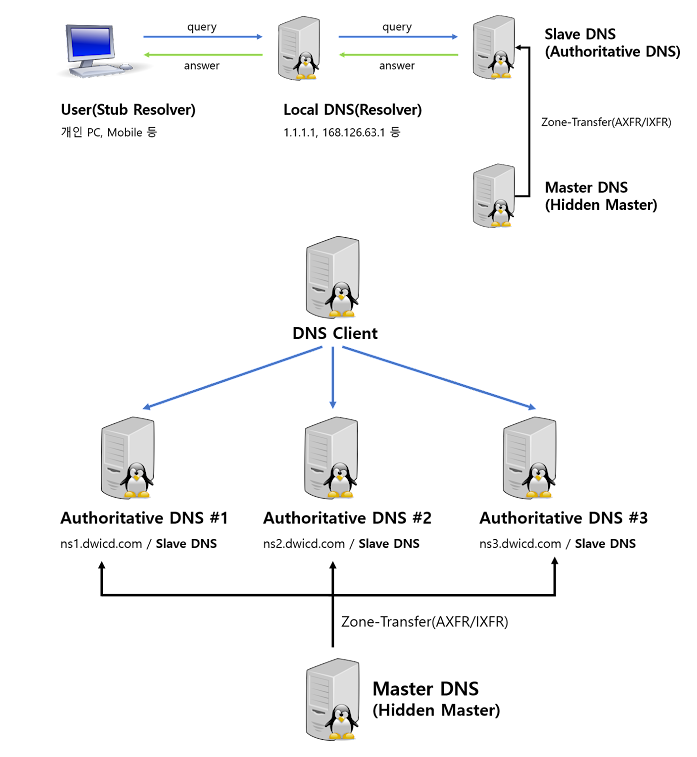 query
query
answer
answer
Slave DNS
(Authoritative DNS)
User(Stub Resolver)
개인 PC, Mobile 등
Local DNS(Resolver)
1.1.1.1, 168.126.63.1 등
Zone-Transfer(AXFR/IXFR)
Master DNS
(Hidden Master)
DNS Client
Authoritative DNS #1
ns1.dwicd.com / Slave DNS
Authoritative DNS #2
ns2.dwicd.com / Slave DNS
Authoritative DNS #3
ns3.dwicd.com / Slave DNS
Zone-Transfer(AXFR/IXFR)
Master DNS
(Hidden Master)